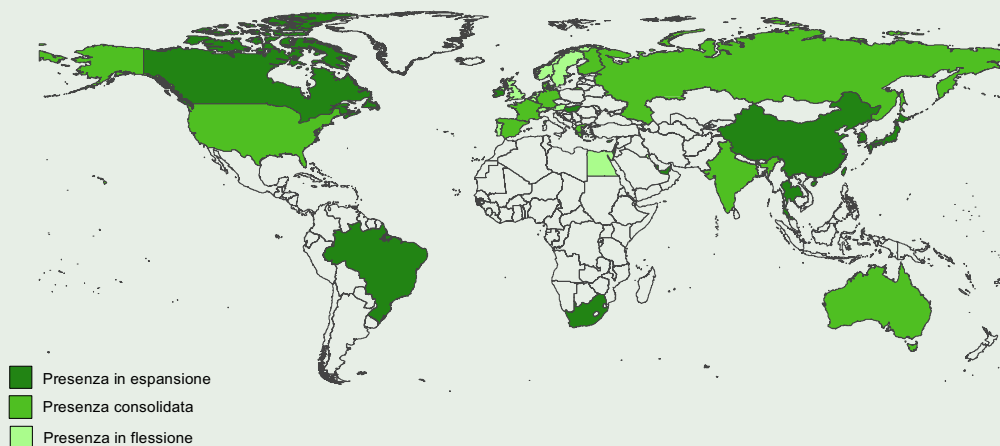 Presenza in espansione
Presenza consolidata
Presenza in flessione